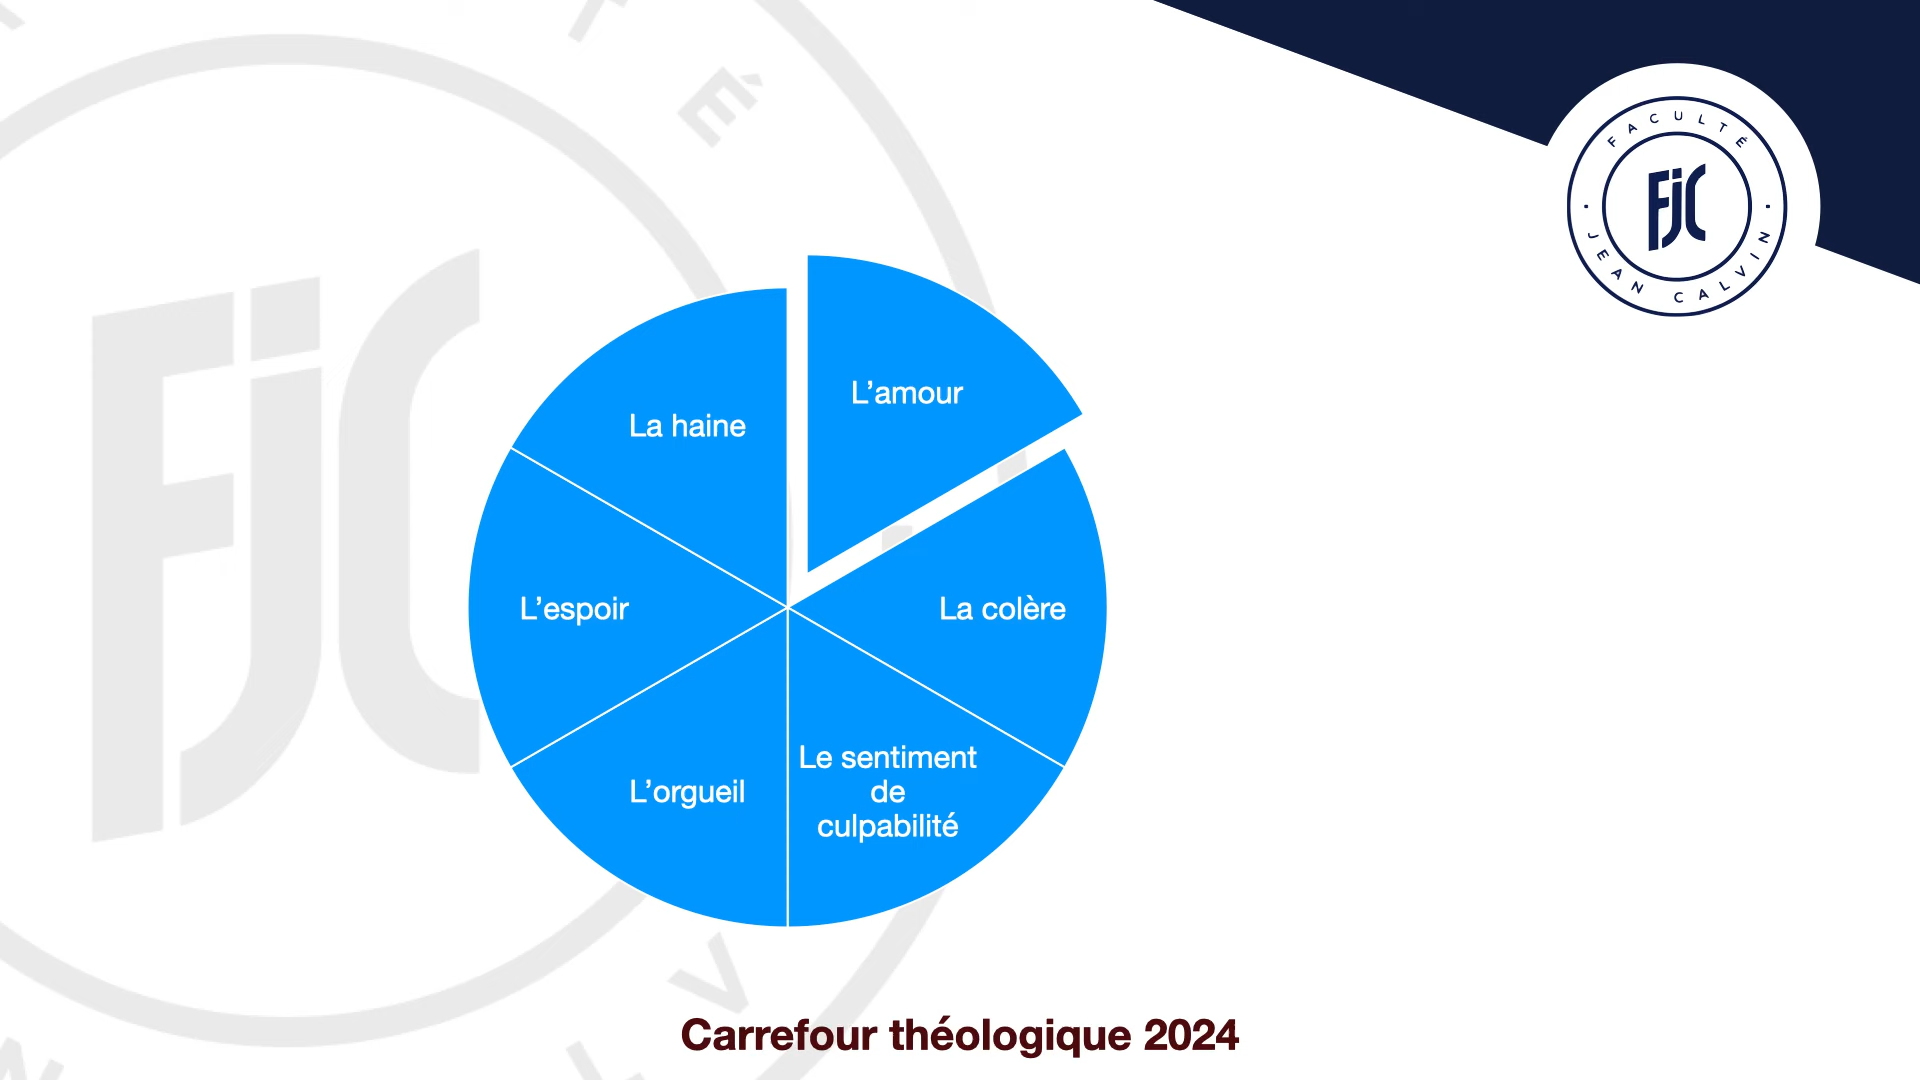 FACULTÉ
JEAN CALVIN
FJC
L’amour
La haine
L’espoir
La colère
Le sentiment
de
culpabilité
L’orgueil
Carrefour théologique 2024